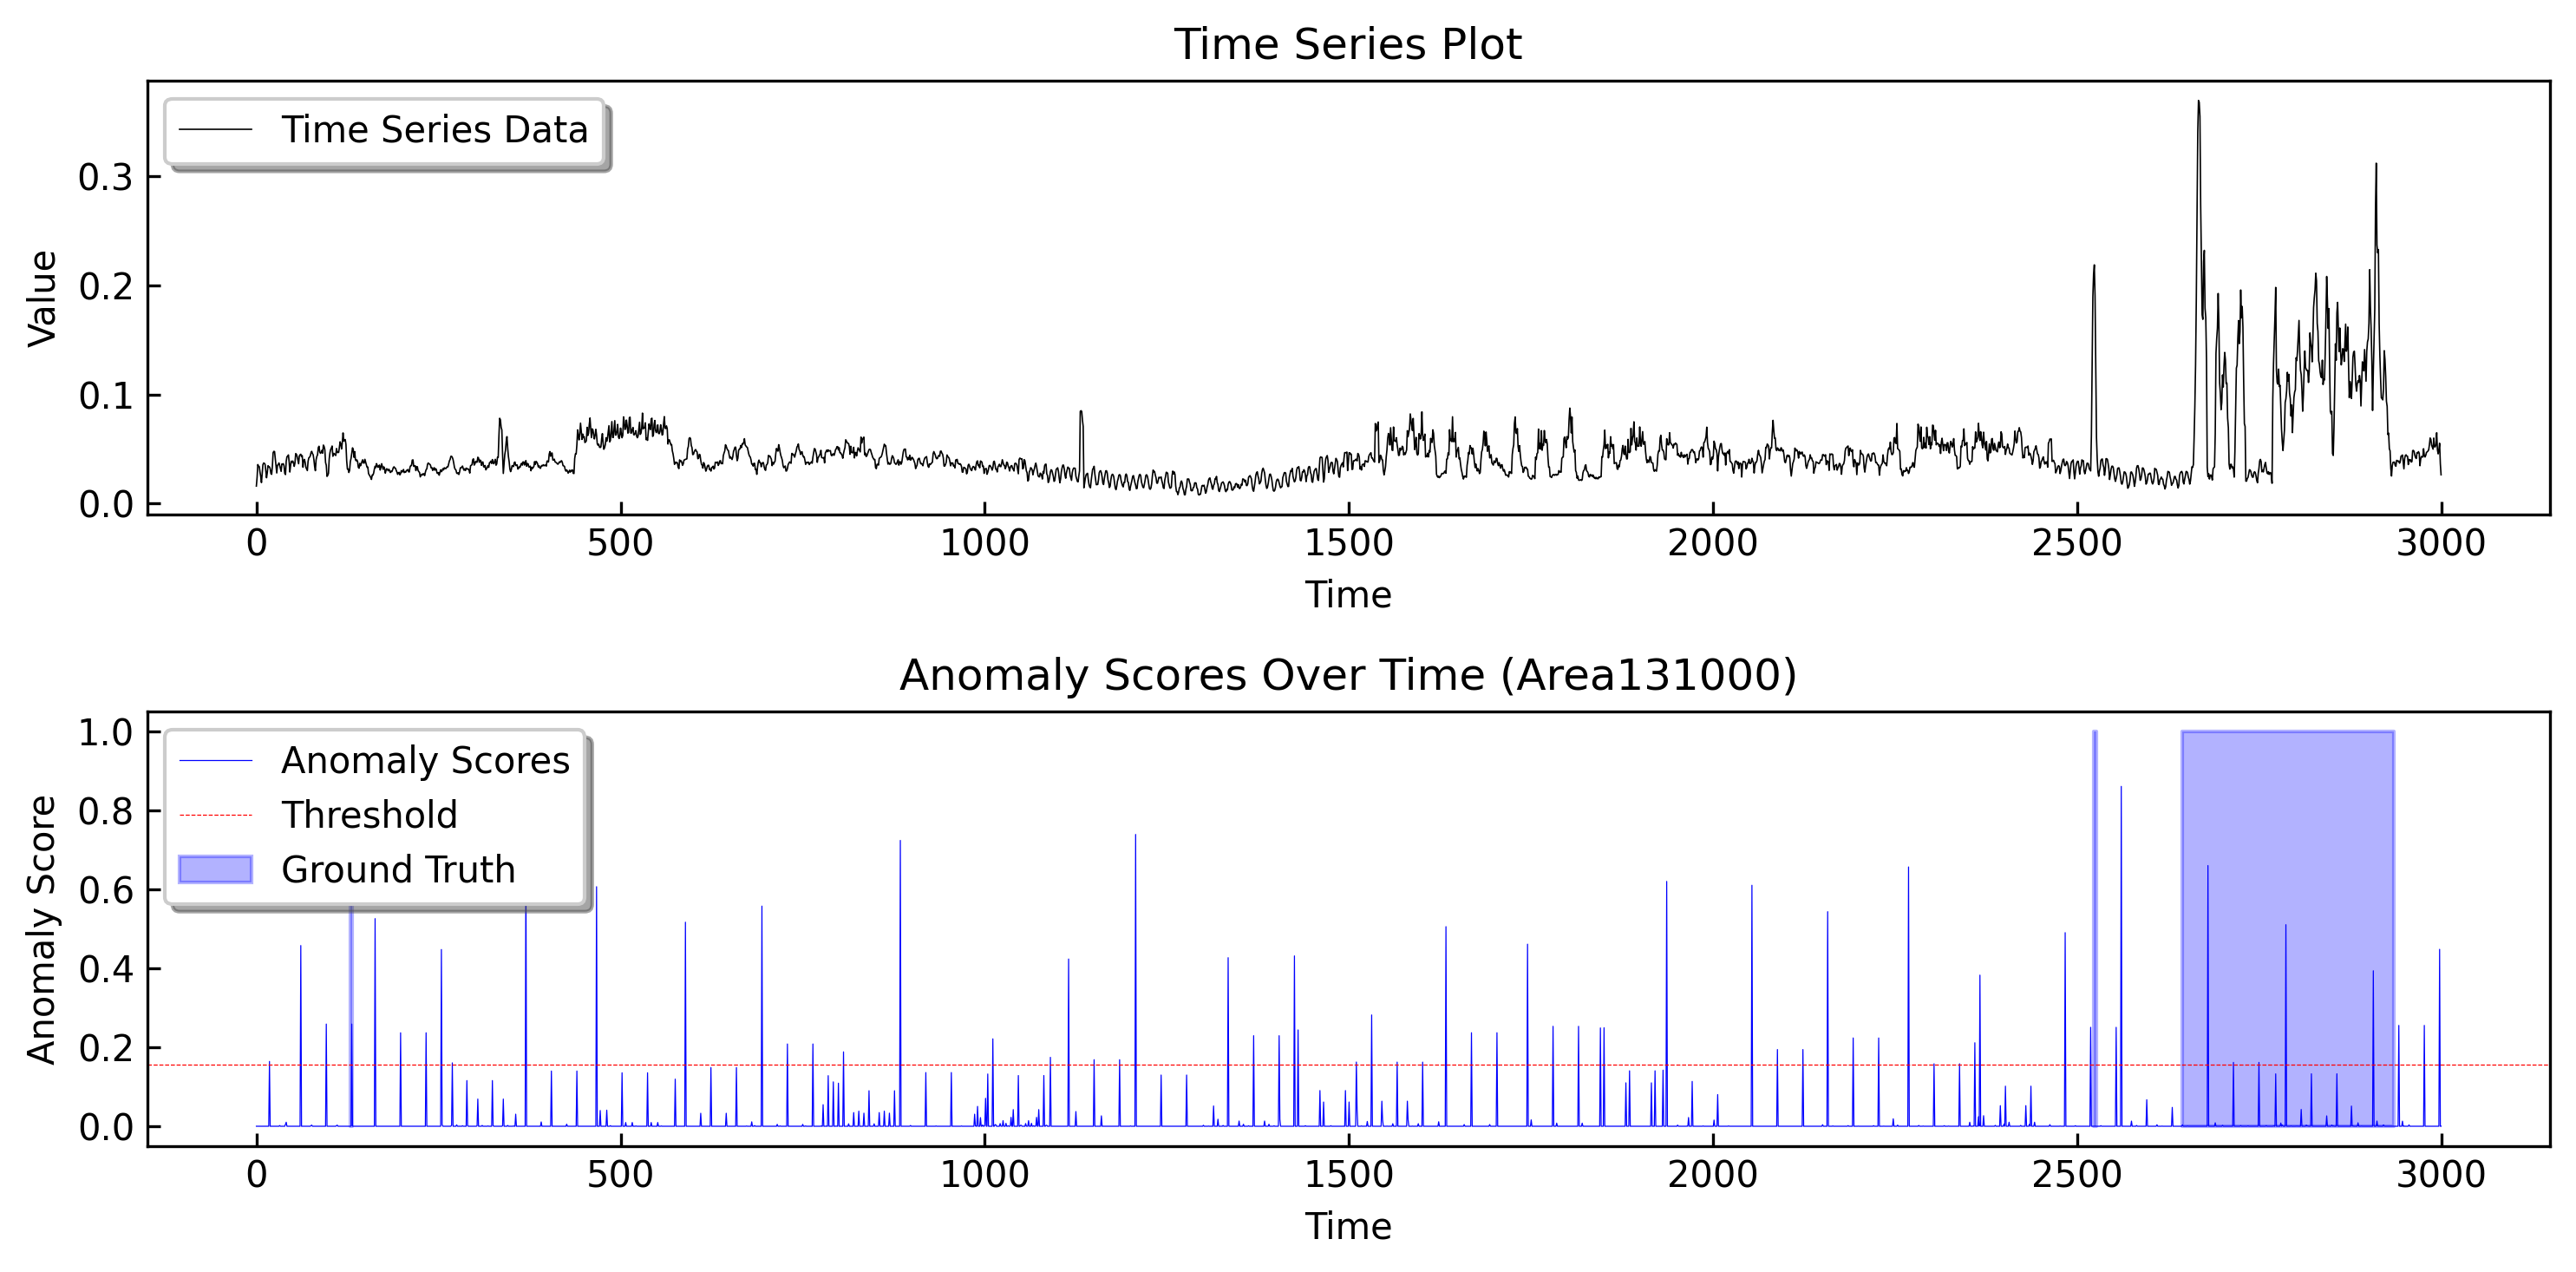 Time Series Plot
Time Series Data
Value
0.3
0.2
0.1
0.0
0 500 1000 1500 2000 2500 3000
Time
Anomaly Scores Over Time (Area131000)
Anomaly Scores
Threshold
Ground Truth
Anomaly Score
1.0
0.8
0.6
0.4
0.2
0.0
0 500 1000 1500 2000 2500 3000
Time